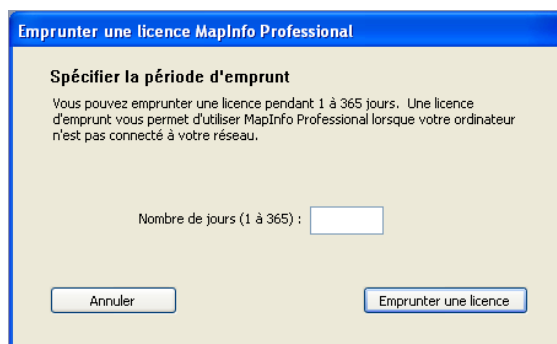 Emprunter une licence MapInfo Professional
Spécifier la période d'emprunt
Vous pouvez emprunter une licence pendant 1 à 365 jours. Une licence
d'emprunt vous permet d'utiliser MapInfo Professional lorsque votre ordinateur
n'est pas connecté à votre réseau.
Nombre de jours (1 à 365) :
Annuler
Emprunter une licence